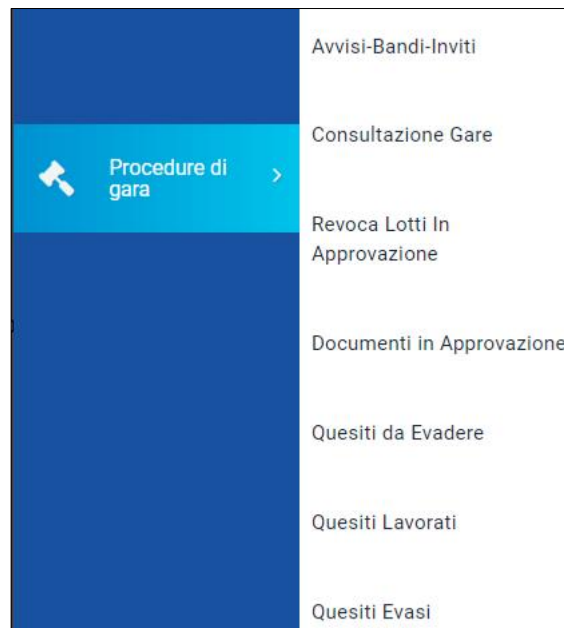 Procedure di
gara
Avvisi-Bandi-Inviti
Consultazione Gare
Revoca Lotti In
Approvazione
Documenti in Approvazione
Quesiti da Evadere
Quesiti Lavorati
Quesiti Evasi